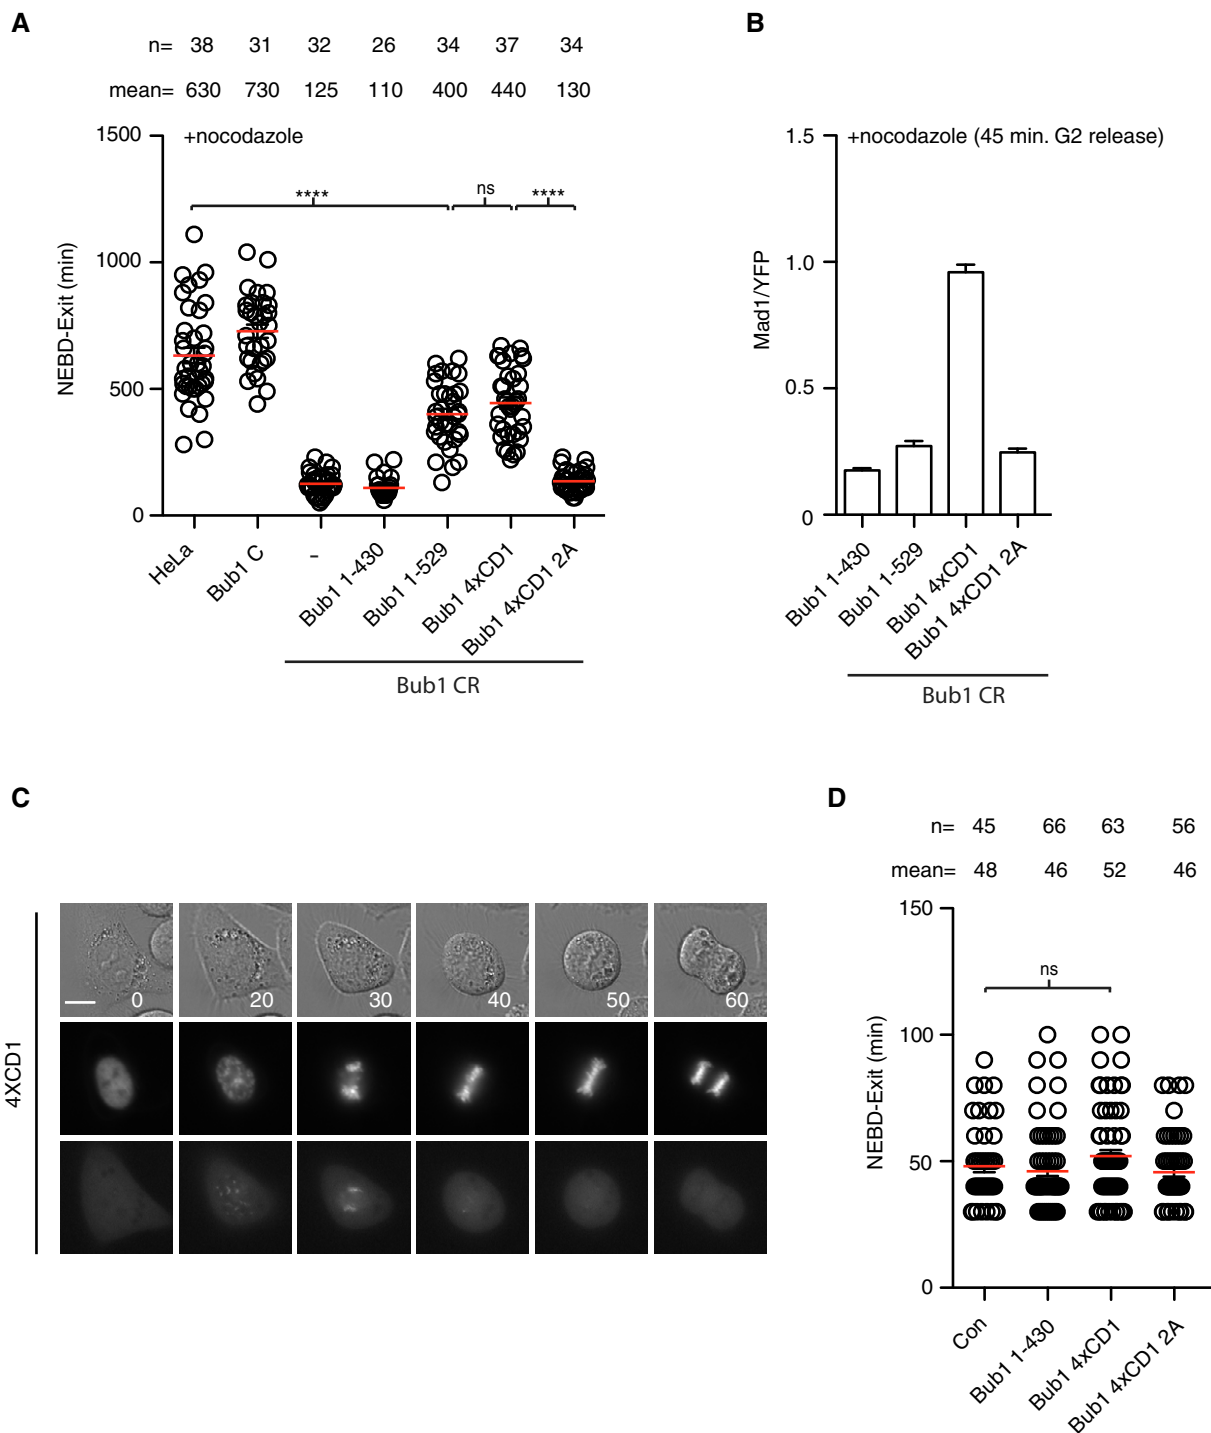 A
n= 38 31 32 26 34 37 34
mean= 630 730 125 110 400 440 130
+nocodazole
1500
1000
500
0
NEBD-Exit (min)
**** ns ****
HeLa
Bub1 C
–
Bub1 1-430
Bub1 1-529
Bub1 4xCD1
Bub1 4xCD1 2A
Bub1 CR
B
+nocodazole (45 min. G2 release)
1.5
1.0
0.5
0
Mad1/YFP
Bub1 1-430
Bub1 1-529
Bub1 4xCD1
Bub1 4xCD1 2A
Bub1 CR
C
4XCD1
0 20 30 40 50 60
D
n= 45 66 63 56
mean= 48 46 52 46
150
100
50
0
NEBD-Exit (min)
ns
Con
Bub1 1-430
Bub1 4xCD1
Bub1 4xCD1 2A